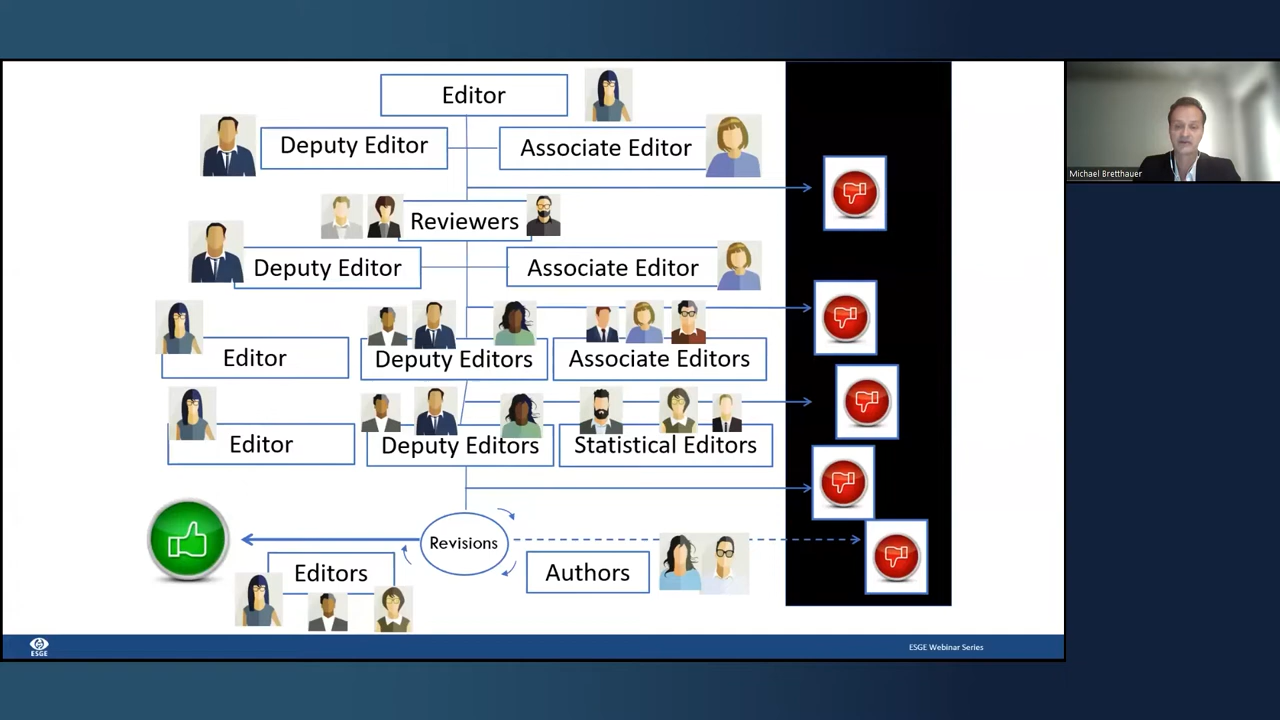 Editor
Deputy Editor
Associate Editor
Michael Bretthauer
Reviewers
Deputy Editor
Associate Editor
Editor
Deputy Editors
Associate Editors
Editor
Deputy Editors
Statistical Editors
Revisions
Editors
Authors
ESGE
ESGE Webinar Series